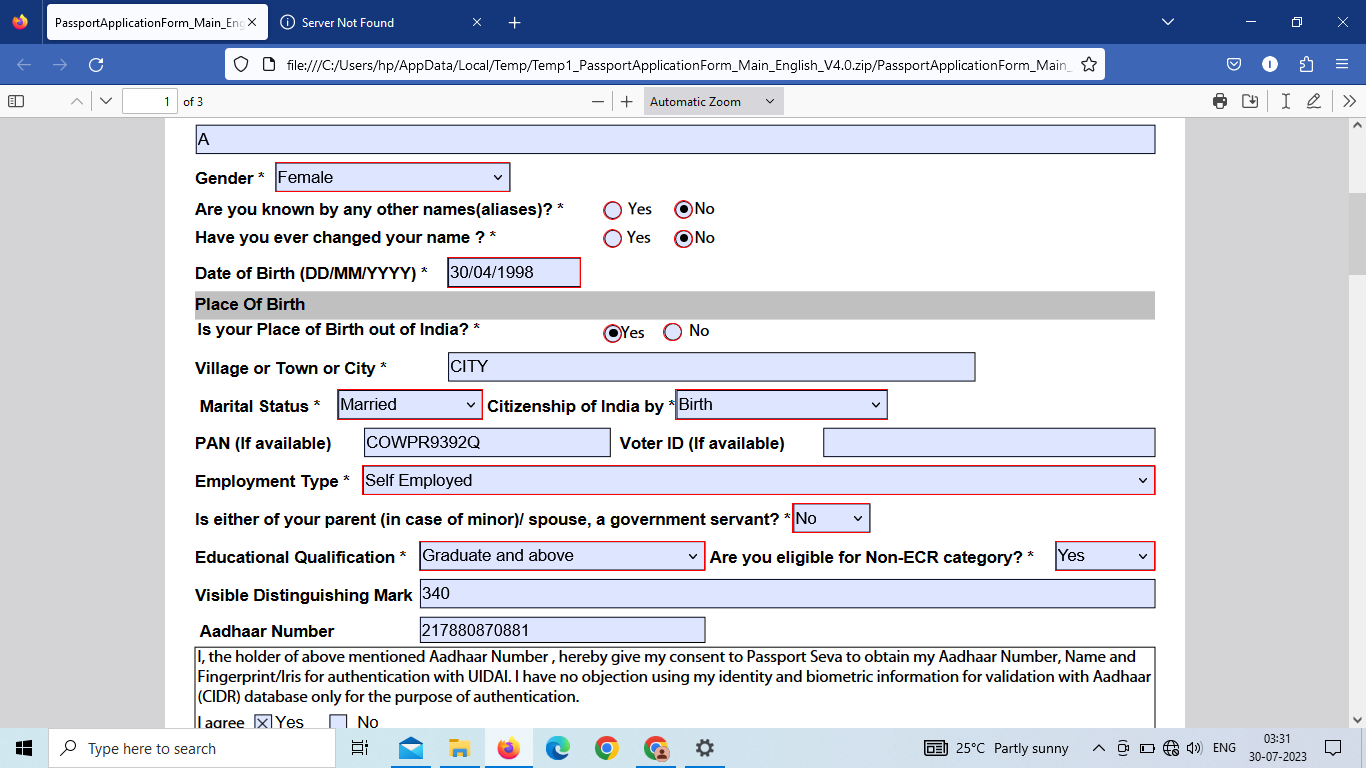 PassportApplicationForm_Main_Eng
Server Not Found
file:///C:/Users/hp/AppData/Local/Temp/Temp1_PassportApplicationForm_Main_English_V4.0.zip/PassportApplicationForm_Main_
1 of 3
Automatic Zoom
A
Gender * Female
Are you known by any other names(aliases)? * Yes No
Have you ever changed your name ? * Yes No
Date of Birth (DD/MM/YYYY) * 30/04/1998
Place Of Birth
Is your Place of Birth out of India? * Yes No
Village or Town or City * CITY
Marital Status * Married Citizenship of India by * Birth
PAN (If available) COWPR9392Q Voter ID (If available)
Employment Type * Self Employed
Is either of your parent (in case of minor)/ spouse, a government servant? * No
Educational Qualification * Graduate and above Are you eligible for Non-ECR category? * Yes
Visible Distinguishing Mark 340
Aadhaar Number 217880870881
I, the holder of above mentioned Aadhaar Number , hereby give my consent to Passport Seva to obtain my Aadhaar Number, Name and
Fingerprint/Iris for authentication with UIDAI. I have no objection using my identity and biometric information for validation with Aadhaar
(CIDR) database only for the purpose of authentication.
I agree Yes No
Type here to search
25°C Partly sunny
ENG
03:31
30-07-2023